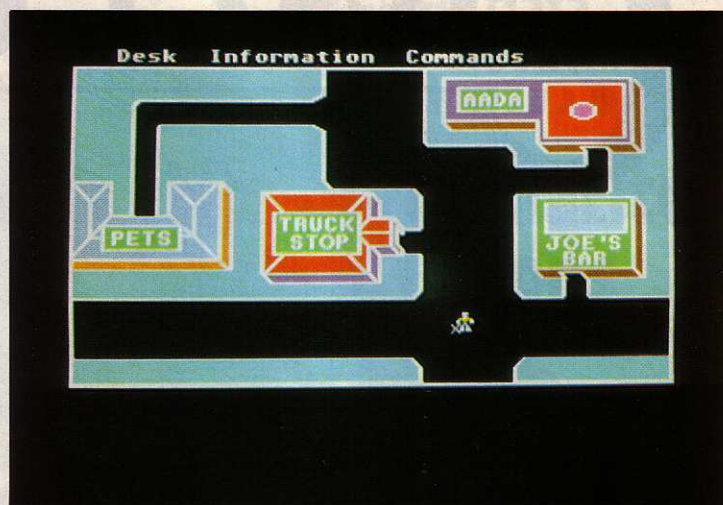 Desk Information Commands
AADA
PETS
TRUCK
STOP
JOE'S
BAR